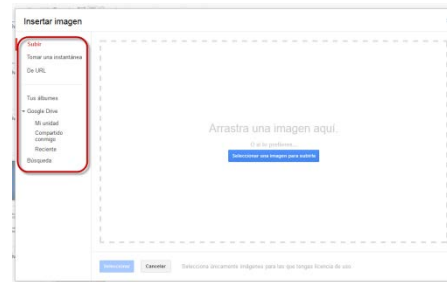 Insertar imagen
Subir
Tomar una instantánea
De URL
Tus álbumes
Google Drive
Mi unidad
Compartido
conmigo
Reciente
Búsqueda
Arrastra una imagen aquí.
O si lo prefieres...
Seleccionar una imagen para subirla
Seleccionar
Cancelar
Selecciona únicamente imágenes para las que tengas licencia de uso.